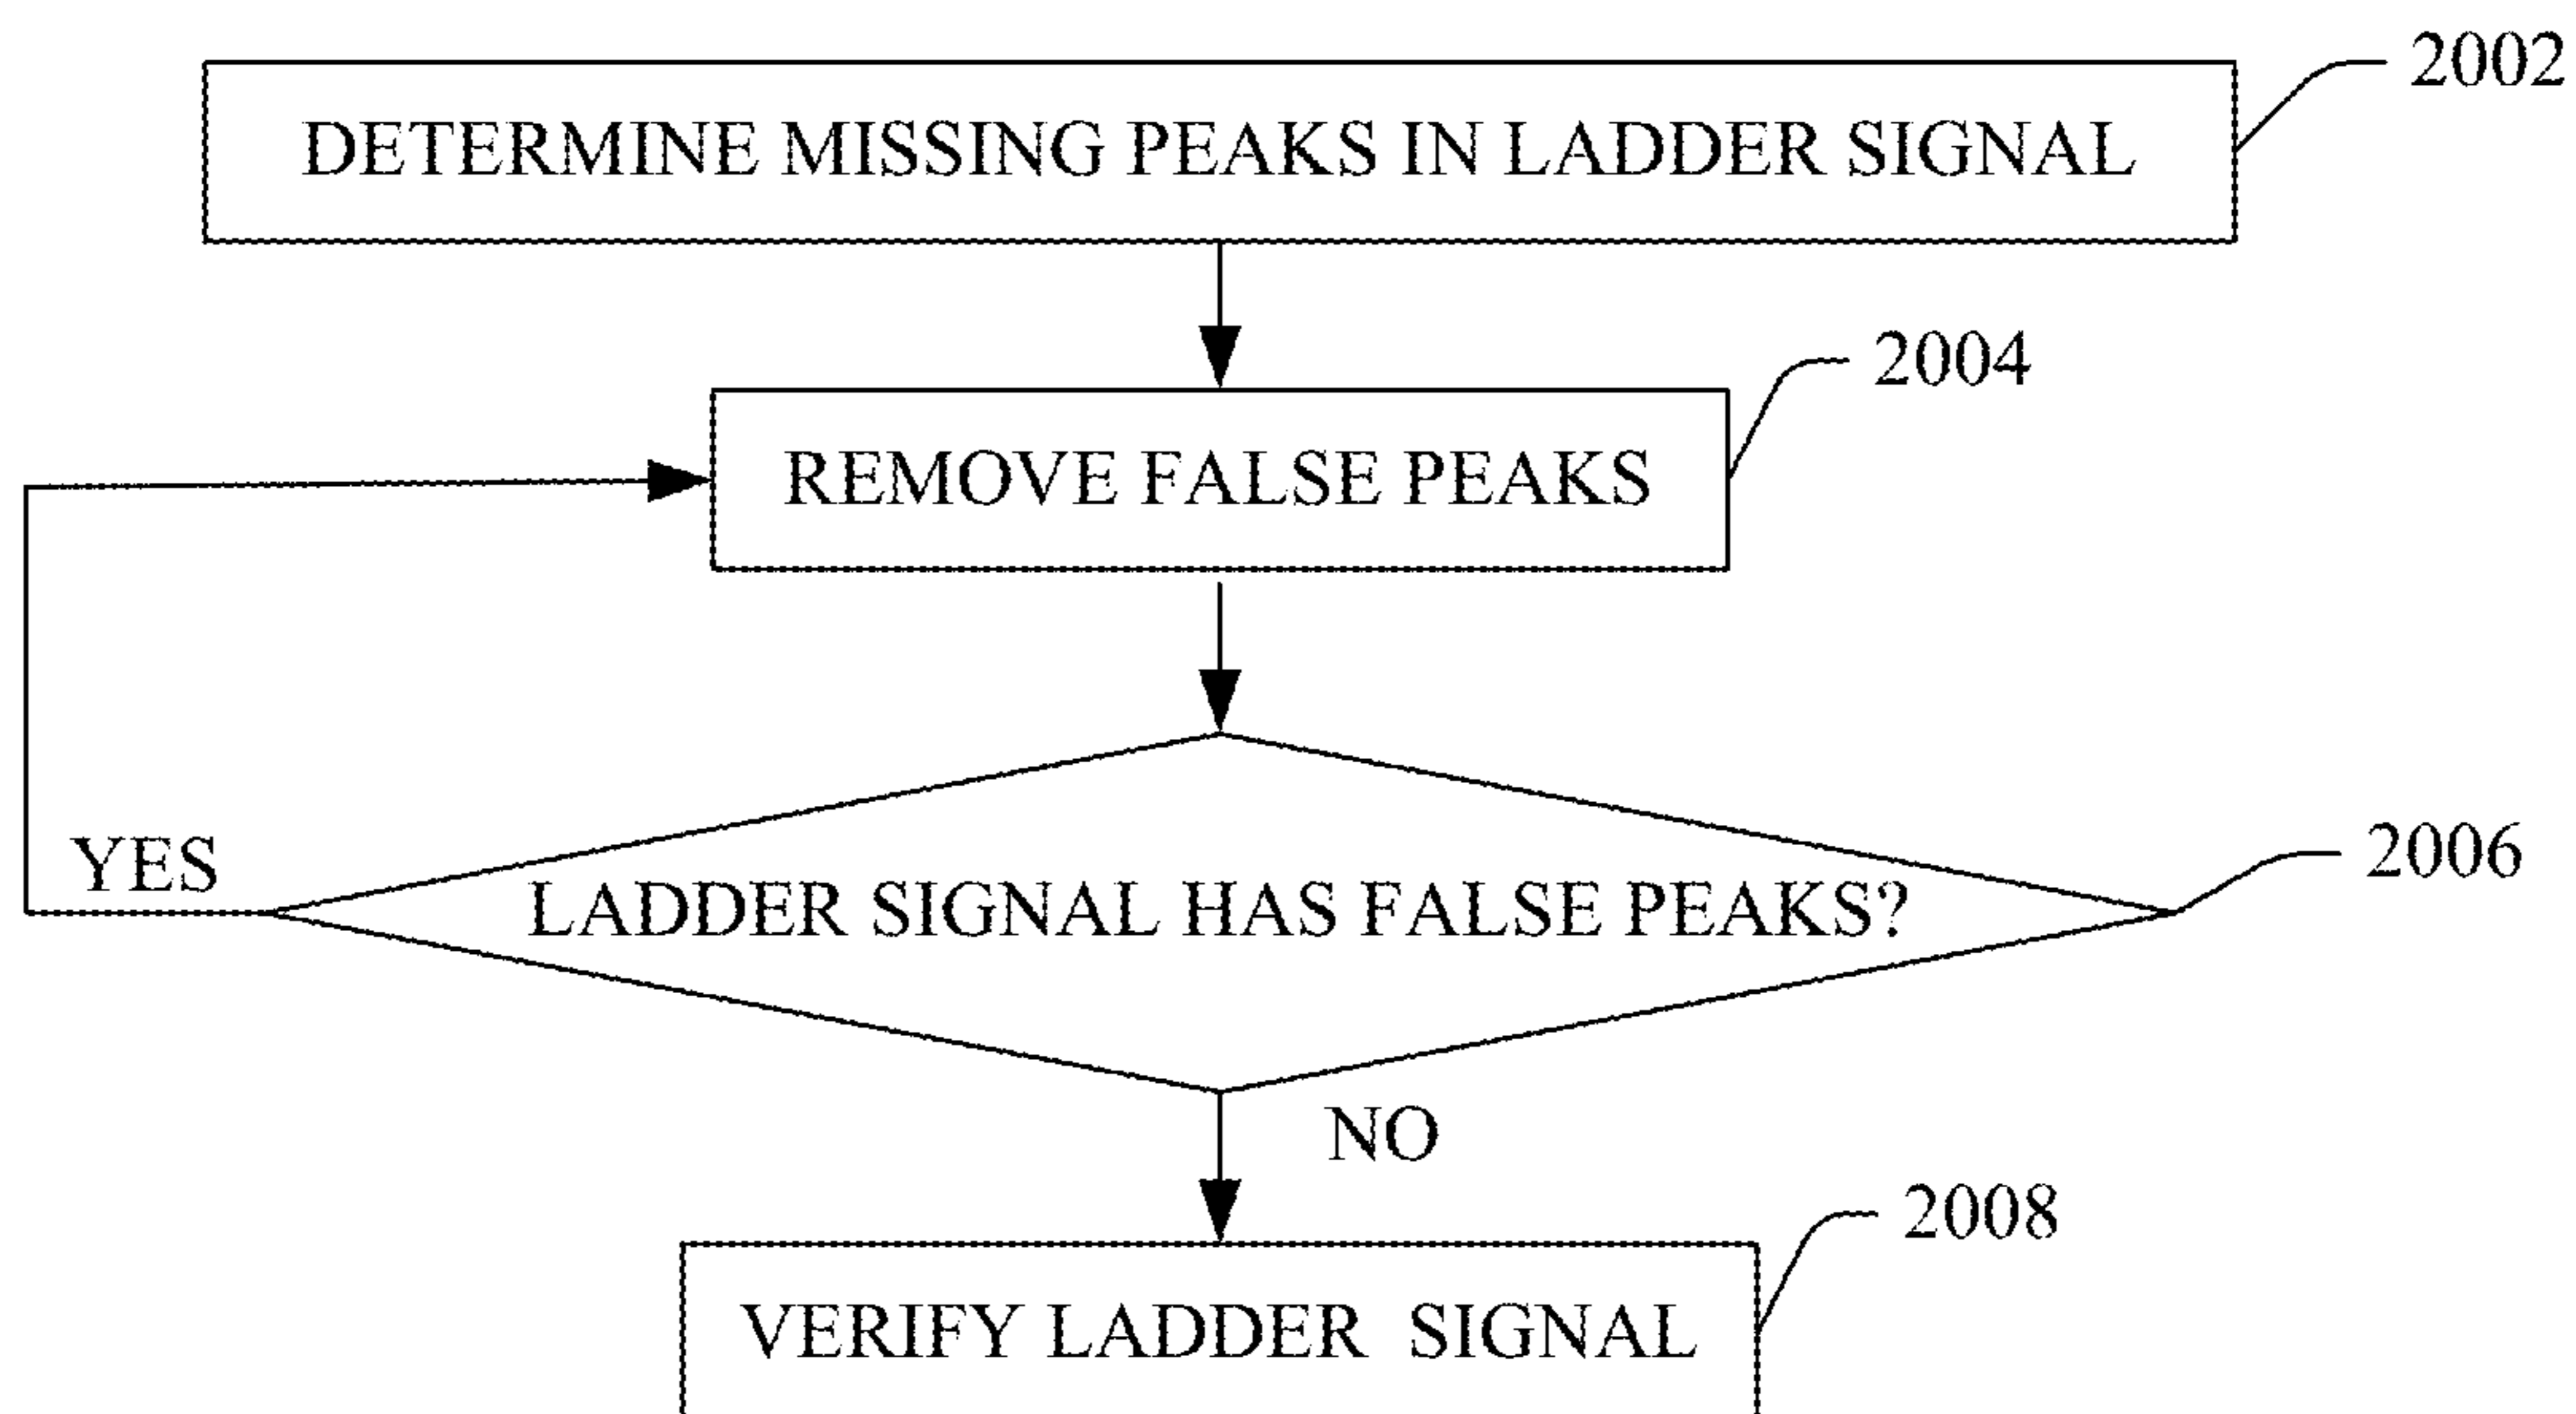 2002
DETERMINE MISSING PEAKS IN LADDER SIGNAL
2004
REMOVE FALSE PEAKS
YES
2006
LADDER SIGNAL HAS FALSE PEAKS?
NO
2008
VERIFY LADDER SIGNAL